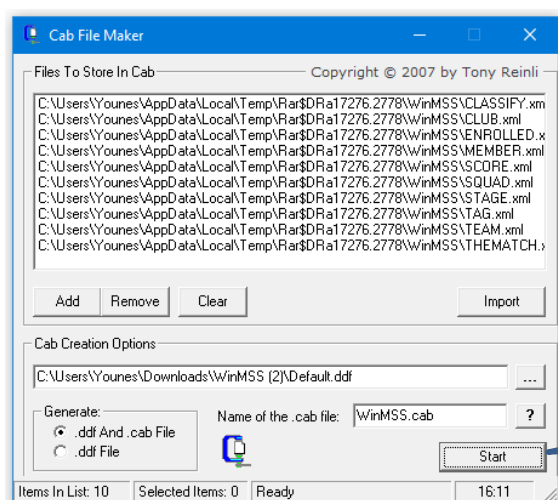 Cab File Maker
Files To Store In Cab
Copyright © 2007 by Tony Reinli
C:\Users\Younes\AppData\Local\Temp\Rar$DRa17276.2778\WinMSS\CLASSIFY.xm
C:\Users\Younes\AppData\Local\Temp\Rar$DRa17276.2778\WinMSS\CLUB.xml
C:\Users\Younes\AppData\Local\Temp\Rar$DRa17276.2778\WinMSS\ENROLLED.x
C:\Users\Younes\AppData\Local\Temp\Rar$DRa17276.2778\WinMSS\MEMBER.xml
C:\Users\Younes\AppData\Local\Temp\Rar$DRa17276.2778\WinMSS\SCORE.xml
C:\Users\Younes\AppData\Local\Temp\Rar$DRa17276.2778\WinMSS\SQUAD.xml
C:\Users\Younes\AppData\Local\Temp\Rar$DRa17276.2778\WinMSS\STAGE.xml
C:\Users\Younes\AppData\Local\Temp\Rar$DRa17276.2778\WinMSS\TAG.xml
C:\Users\Younes\AppData\Local\Temp\Rar$DRa17276.2778\WinMSS\TEAM.xml
C:\Users\Younes\AppData\Local\Temp\Rar$DRa17276.2778\WinMSS\THEMATCH.x
Add Remove Clear Import
Cab Creation Options
C:\Users\Younes\Downloads\WinMSS (2)\Default.ddf ...
Generate:
.ddf And .cab File
.ddf File
Name of the .cab file: WinMSS.cab ?
Start
Items In List: 10 Selected Items: 0 Ready 16:11